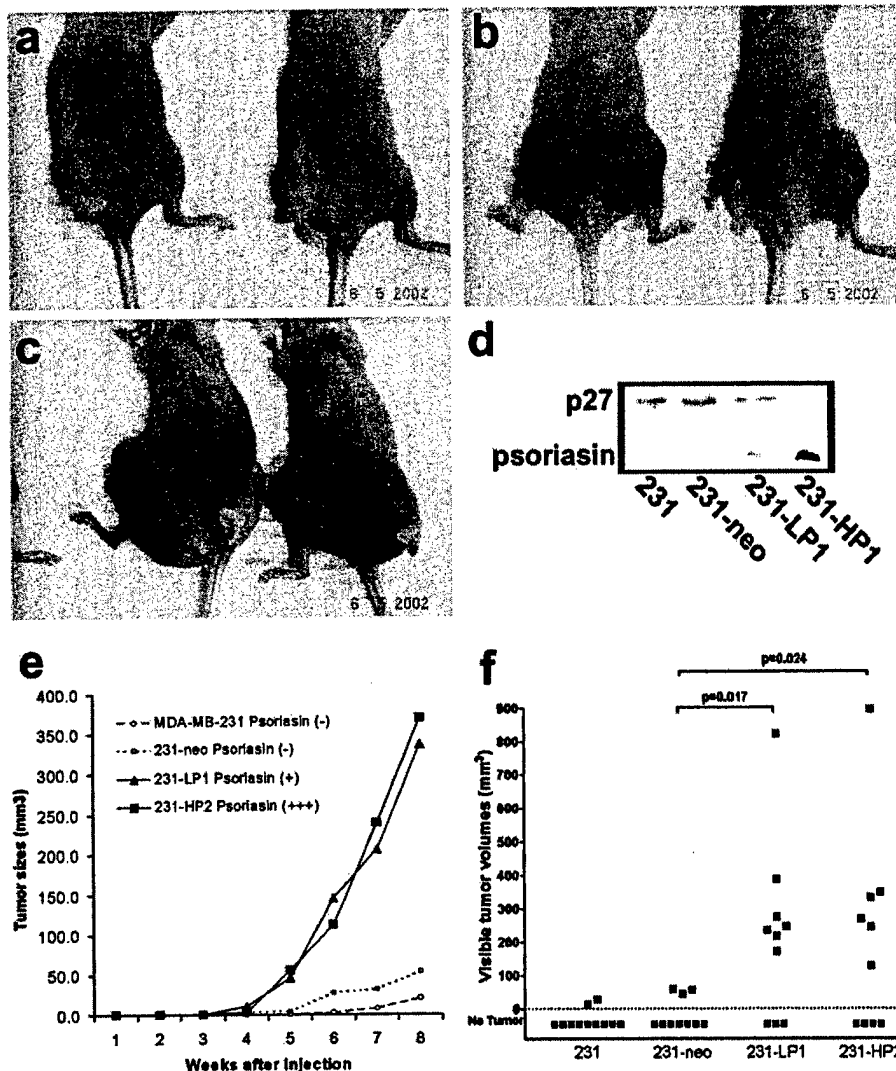 a
b
6 5 2002
6 5 2002
c
6 5 2002
d
p27
psoriasin
231
231-neo
231-LP1
231-HP1
e
400.0
350.0
300.0
250.0
200.0
150.0
100.0
50.0
0.0
Tumor sizes (mm3)
MDA-MB-231 Psoriasin (-)
231-neo Psoriasin (-)
231-LP1 Psoriasin (+)
231-HP2 Psoriasin (+++)
1 2 3 4 5 6 7 8
Weeks after injection
f
p=0.024
p=0.017
900
800
700
600
500
400
300
200
100
0
Visible tumor volumes (mm3)
No Tumor
231 231-neo 231-LP1 231-HP2